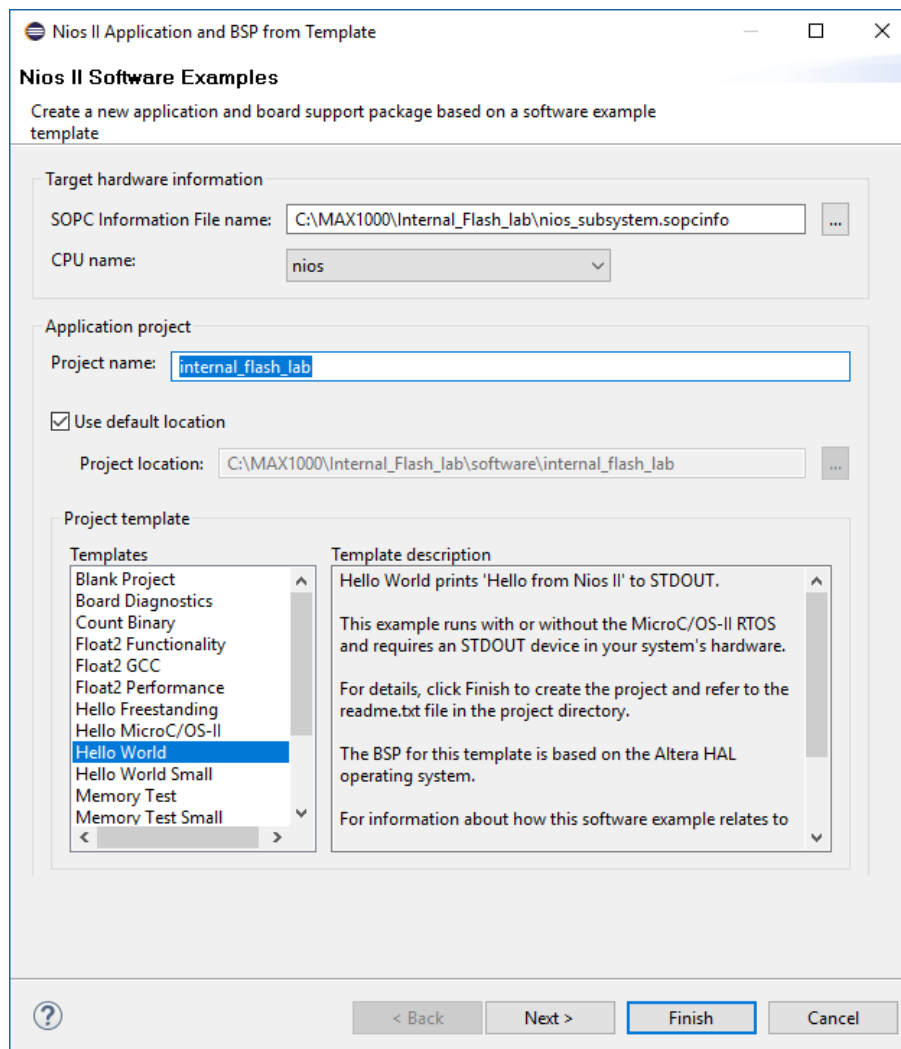 Nios II Application and BSP from Template
Nios II Software Examples
Create a new application and board support package based on a software example
template
Target hardware information
SOPC Information File name:
C:\MAX1000\Internal_Flash_lab\nios_subsystem.sopcinfo
...
CPU name:
nios
Application project
Project name:
internal_flash_lab
Use default location
Project location:
C:\MAX1000\Internal_Flash_lab\software\internal_flash_lab
...
Project template
Templates
Blank Project
Board Diagnostics
Count Binary
Float2 Functionality
Float2 GCC
Float2 Performance
Hello Freestanding
Hello MicroC/OS-II
Hello World
Hello World Small
Memory Test
Memory Test Small
Template description
Hello World prints 'Hello from Nios II' to STDOUT.
This example runs with or without the MicroC/OS-II RTOS
and requires an STDOUT device in your system's hardware.
For details, click Finish to create the project and refer to the
readme.txt file in the project directory.
The BSP for this template is based on the Altera HAL
operating system.
For information about how this software example relates to
?
< Back
Next >
Finish
Cancel